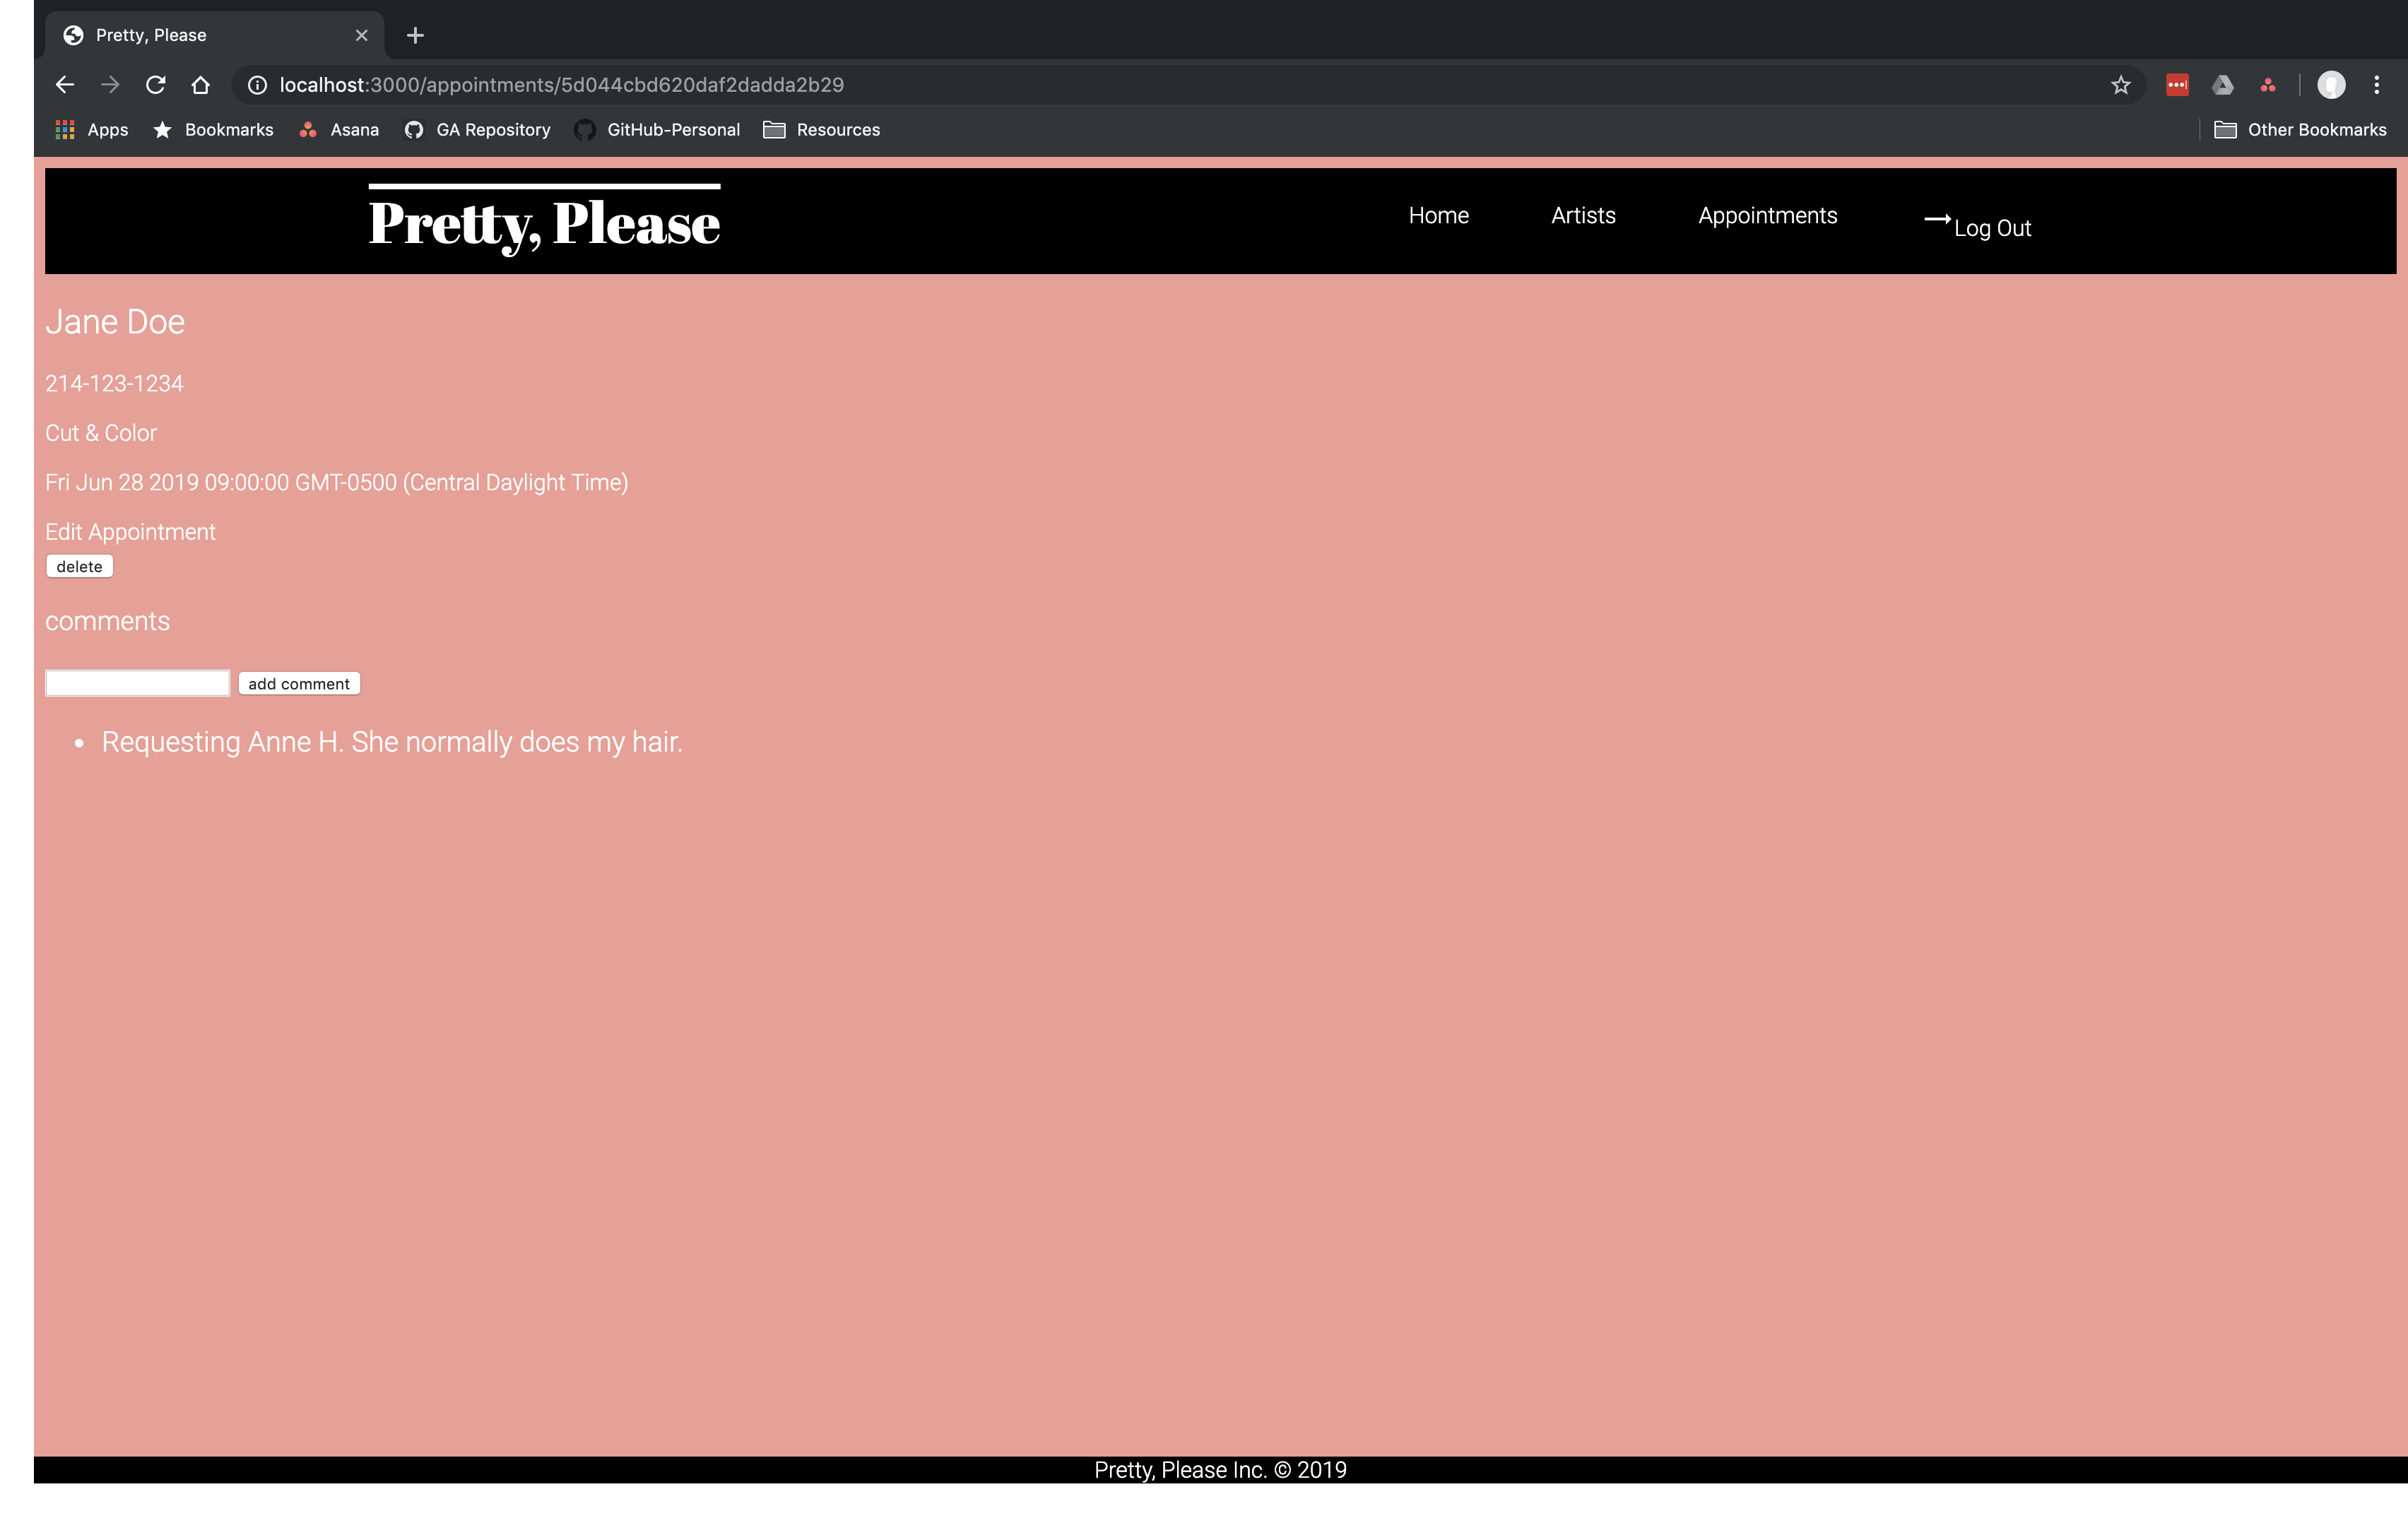 Pretty, Please
localhost:3000/appointments/5d044cbd620daf2dadda2b29
Apps Bookmarks Asana GA Repository GitHub-Personal Resources Other Bookmarks
Pretty, Please Home Artists Appointments Log Out
Jane Doe
214-123-1234
Cut & Color
Fri Jun 28 2019 09:00:00 GMT-0500 (Central Daylight Time)
Edit Appointment
delete
comments
add comment
Requesting Anne H. She normally does my hair.
Pretty, Please Inc. © 2019